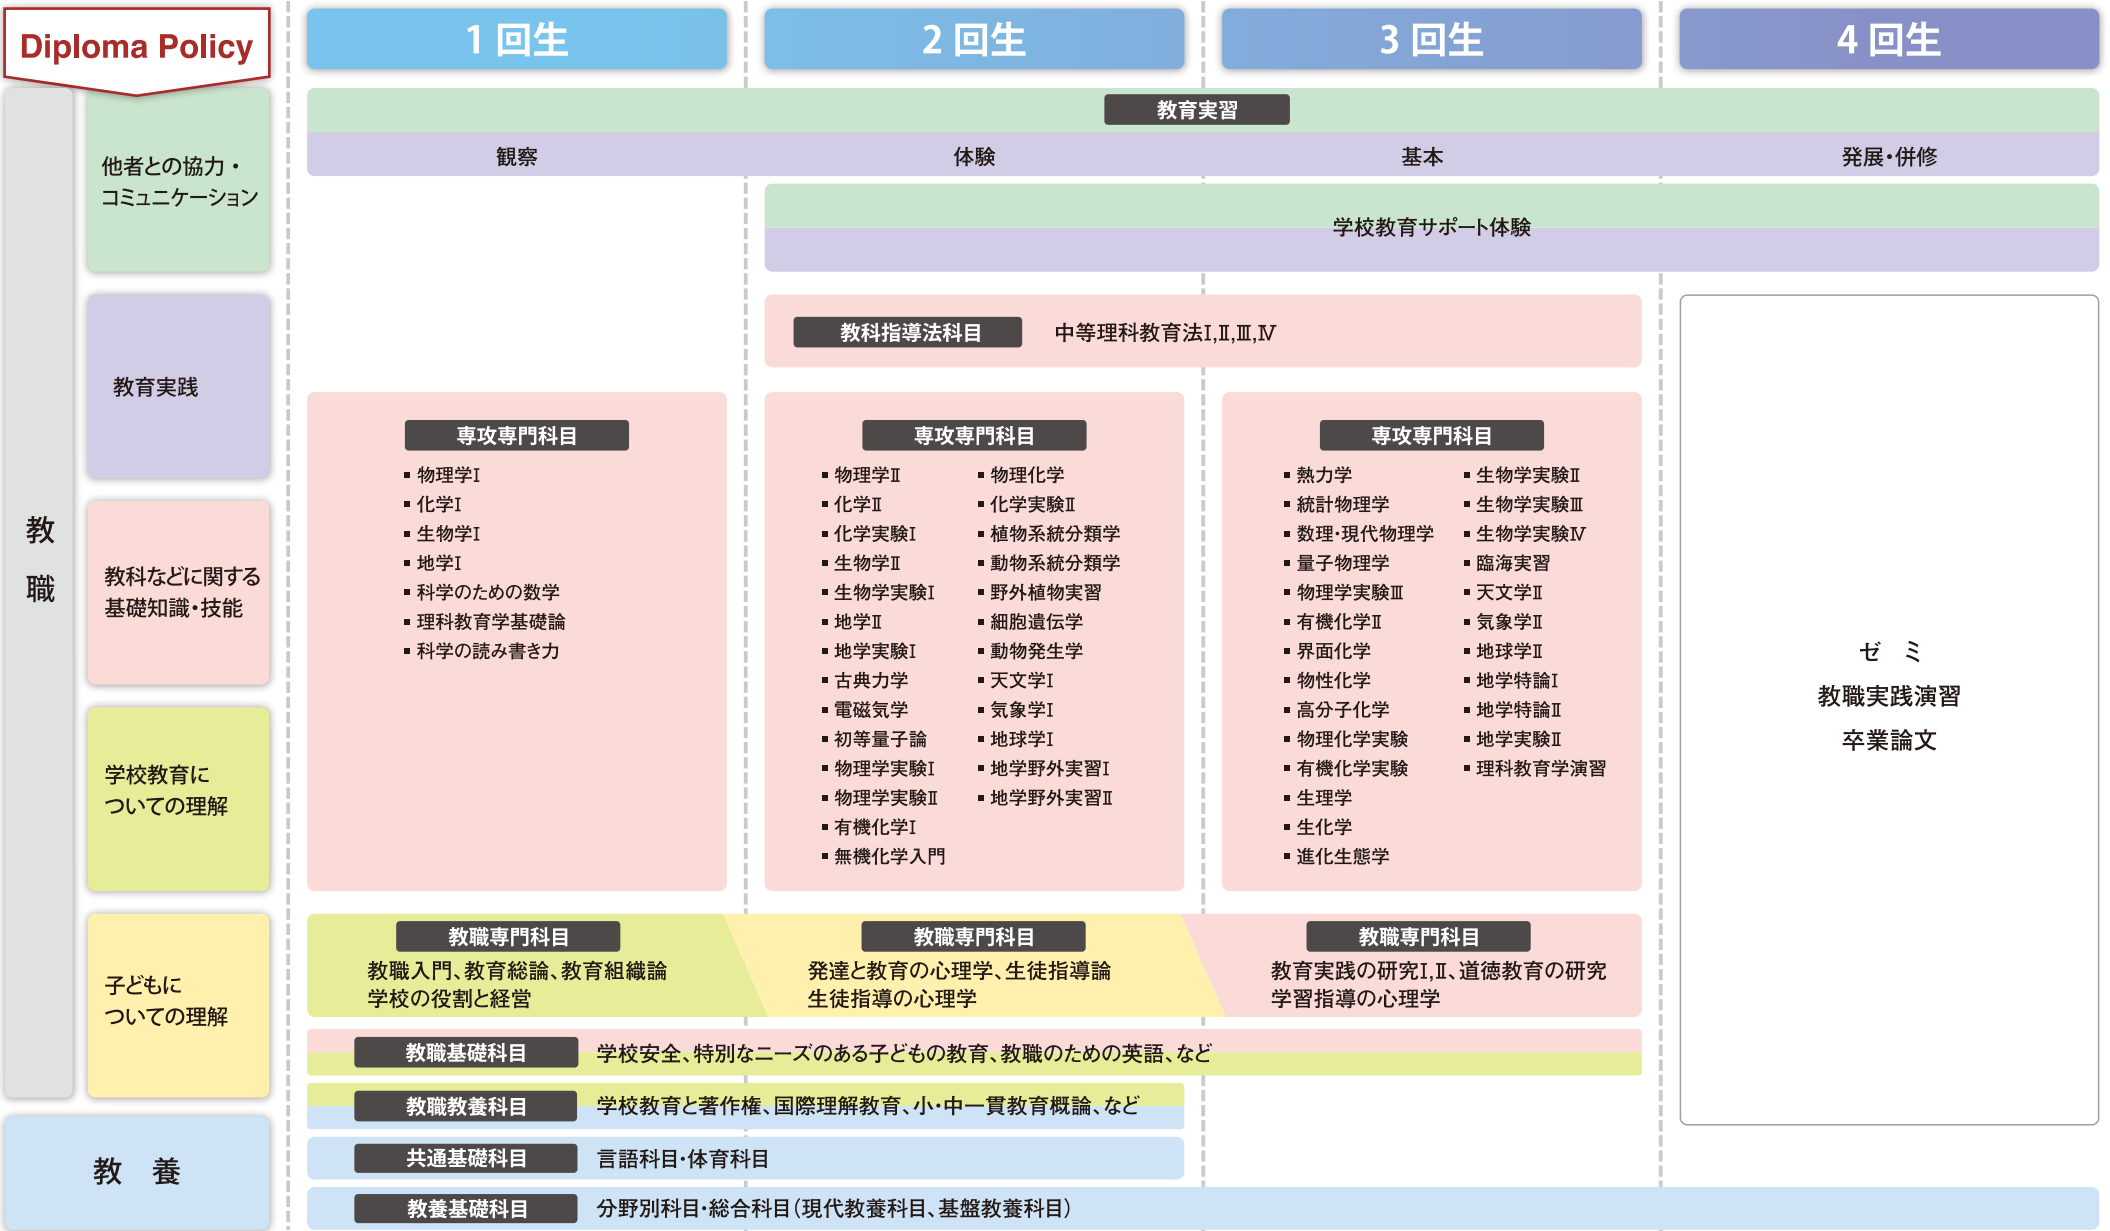 Diploma Policy
1 回生
2 回生
3 回生
4 回生
教職
他者との協力・
コミュニケーション
教育実践
教科などに関する
基礎知識・技能
学校教育に
ついての理解
子どもに
ついての理解
教 養
教育実習
観察
体験
基本
発展・併修
学校教育サポート体験
教科指導法科目
中等理科教育法Ⅰ,Ⅱ,Ⅲ,Ⅳ
専攻専門科目
▪ 物理学Ⅰ
▪ 化学Ⅰ
▪ 生物学Ⅰ
▪ 地学Ⅰ
▪ 科学のための数学
▪ 理科教育学基礎論
▪ 科学の読み書き力
専攻専門科目
▪ 物理学Ⅱ
▪ 化学Ⅱ
▪ 化学実験Ⅰ
▪ 生物学Ⅱ
▪ 生物学実験Ⅰ
▪ 地学Ⅱ
▪ 地学実験Ⅰ
▪ 古典力学
▪ 電磁気学
▪ 初等量子論
▪ 物理学実験Ⅰ
▪ 物理学実験Ⅱ
▪ 有機化学Ⅰ
▪ 無機化学入門
▪ 物理化学
▪ 化学実験Ⅱ
▪ 植物系統分類学
▪ 動物系統分類学
▪ 野外植物実習
▪ 細胞遺伝学
▪ 動物発生学
▪ 天文学Ⅰ
▪ 気象学Ⅰ
▪ 地球学Ⅰ
▪ 地学野外実習Ⅰ
▪ 地学野外実習Ⅱ
専攻専門科目
▪ 熱力学
▪ 統計物理学
▪ 数理・現代物理学
▪ 量子物理学
▪ 物理学実験Ⅲ
▪ 有機化学Ⅱ
▪ 界面化学
▪ 物性化学
▪ 高分子化学
▪ 物理化学実験
▪ 有機化学実験
▪ 生理学
▪ 生化学
▪ 進化生態学
▪ 生物学実験Ⅱ
▪ 生物学実験Ⅲ
▪ 生物学実験Ⅳ
▪ 臨海実習
▪ 天文学Ⅱ
▪ 気象学Ⅱ
▪ 地球学Ⅱ
▪ 地学特論Ⅰ
▪ 地学特論Ⅱ
▪ 地学実験Ⅱ
▪ 理科教育学演習
ゼ ミ
教職実践演習
卒業論文
教職専門科目
教職入門、教育総論、教育組織論
学校の役割と経営
教職専門科目
発達と教育の心理学、生徒指導論
生徒指導の心理学
教職専門科目
教育実践の研究Ⅰ,Ⅱ、道徳教育の研究
学習指導の心理学
教職基礎科目
学校安全、特別なニーズのある子どもの教育、教職のための英語、など
教職教養科目
学校教育と著作権、国際理解教育、小・中一貫教育概論、など
共通基礎科目
言語科目・体育科目
教養基礎科目
分野別科目・総合科目(現代教養科目、基盤教養科目)